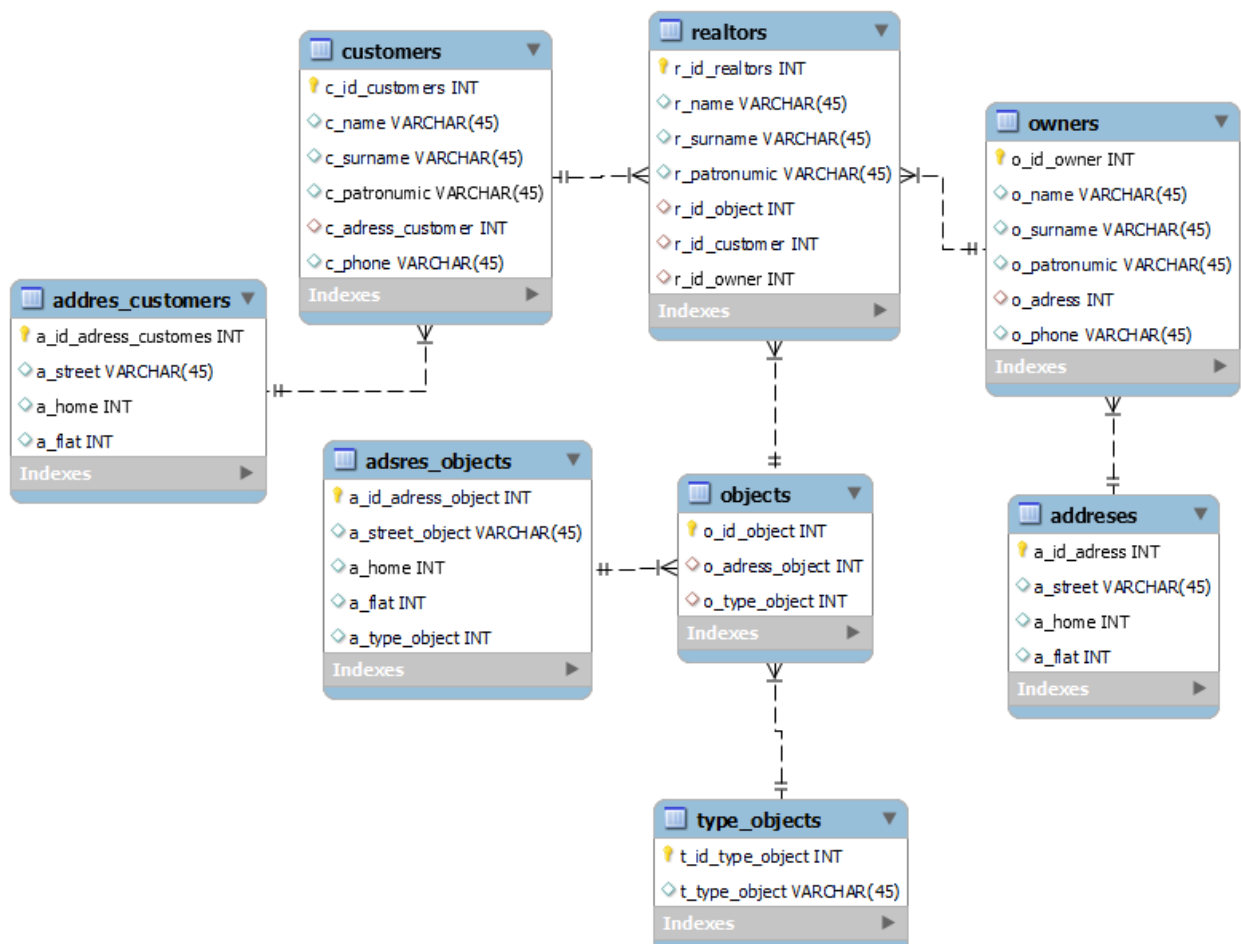 customers
c_id_customers INT
c_name VARCHAR(45)
c_surname VARCHAR(45)
c_patronumic VARCHAR(45)
c_adress_customer INT
c_phone VARCHAR(45)
Indexes
realtors
r_id_realtors INT
r_name VARCHAR(45)
r_surname VARCHAR(45)
r_patronumic VARCHAR(45)
r_id_object INT
r_id_customer INT
r_id_owner INT
Indexes
owners
o_id_owner INT
o_name VARCHAR(45)
o_surname VARCHAR(45)
o_patronumic VARCHAR(45)
o_adress INT
o_phone VARCHAR(45)
Indexes
addres_customers
a_id_adress_customes INT
a_street VARCHAR(45)
a_home INT
a_flat INT
Indexes
adsres_objects
a_id_adress_object INT
a_street_object VARCHAR(45)
a_home INT
a_flat INT
a_type_object INT
Indexes
objects
o_id_object INT
o_adress_object INT
o_type_object INT
Indexes
addreses
a_id_adress INT
a_street VARCHAR(45)
a_home INT
a_flat INT
Indexes
type_objects
t_id_type_object INT
t_type_object VARCHAR(45)
Indexes